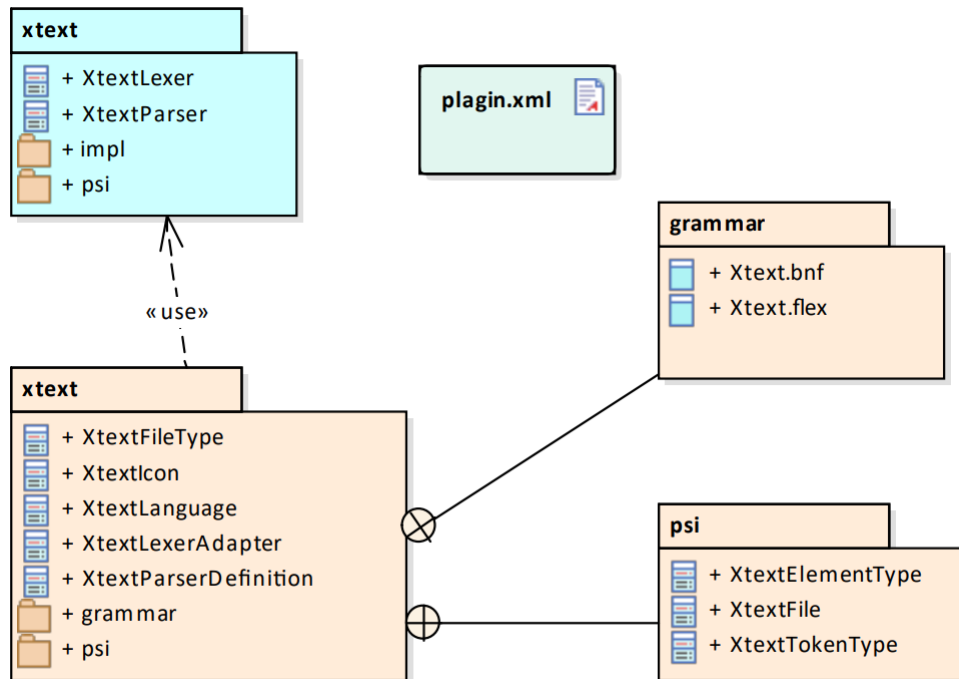 xtext
+ XtextLexer
+ XtextParser
+ impl
+ psi
plagin.xml
«use»
grammar
+ Xtext.bnf
+ Xtext.flex
xtext
+ XtextFileType
+ XtextIcon
+ XtextLanguage
+ XtextLexerAdapter
+ XtextParserDefinition
+ grammar
+ psi
psi
+ XtextElementType
+ XtextFile
+ XtextTokenType